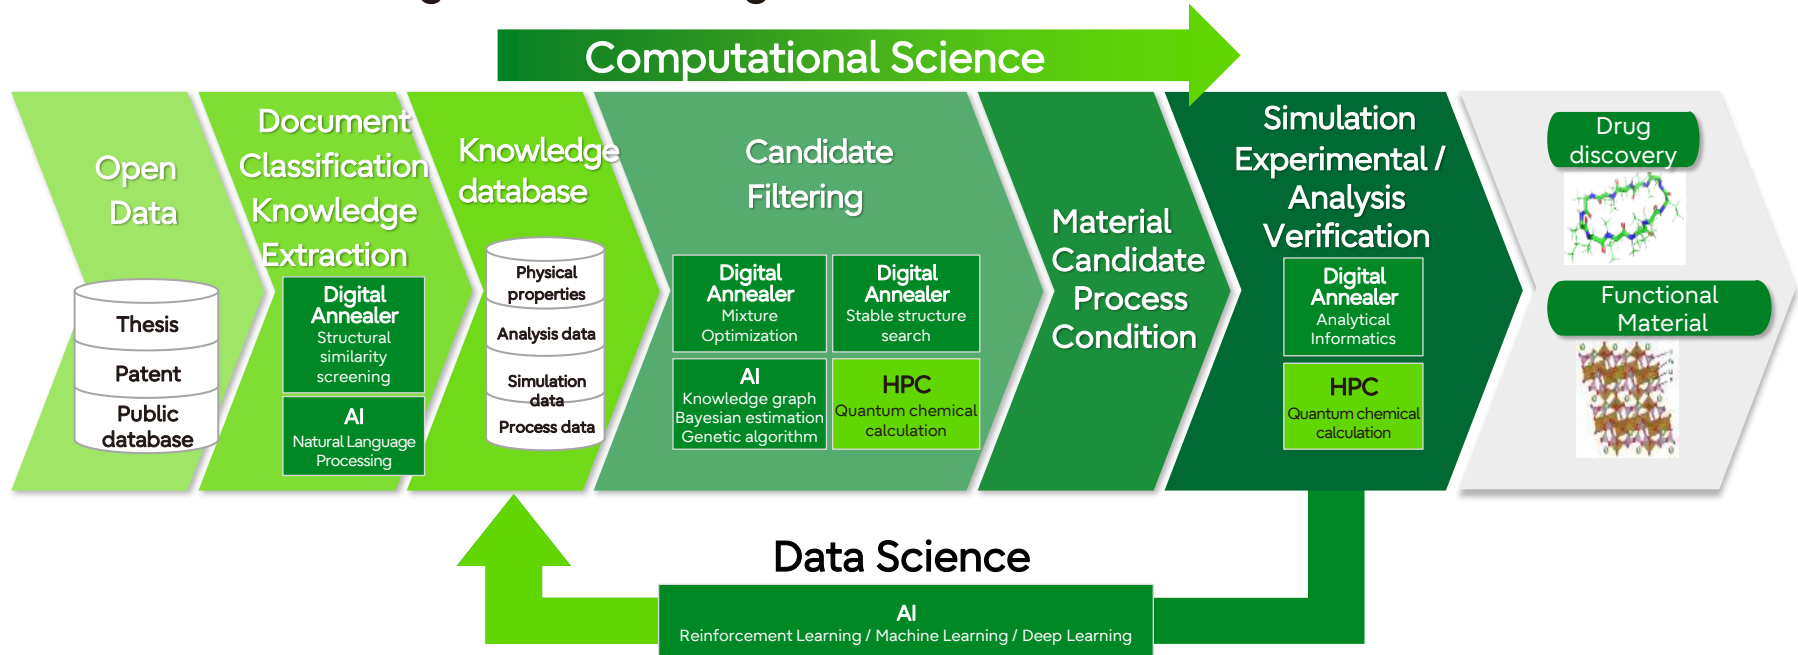 Computational Science
Open
Data
Thesis
Patent
Public
database
Document
Classification
Knowledge
Extraction
Digital
Annealer
Structural
similarity
screening
AI
Natural Language
Processing
Knowledge
database
Physical
properties
Analysis data
Simulation
data
Process data
Candidate
Filtering
Digital
Annealer
Mixture
Optimization
Digital
Annealer
Stable structure
search
AI
Knowledge graph
Bayesian estimation
Genetic algorithm
HPC
Quantum chemical
calculation
Material
Candidate
Process
Condition
Simulation
Experimental /
Analysis
Verification
Digital
Annealer
Analytical
Informatics
HPC
Quantum chemical
calculation
Drug
discovery
Functional
Material
Data Science
AI
Reinforcement Learning / Machine Learning / Deep Learning